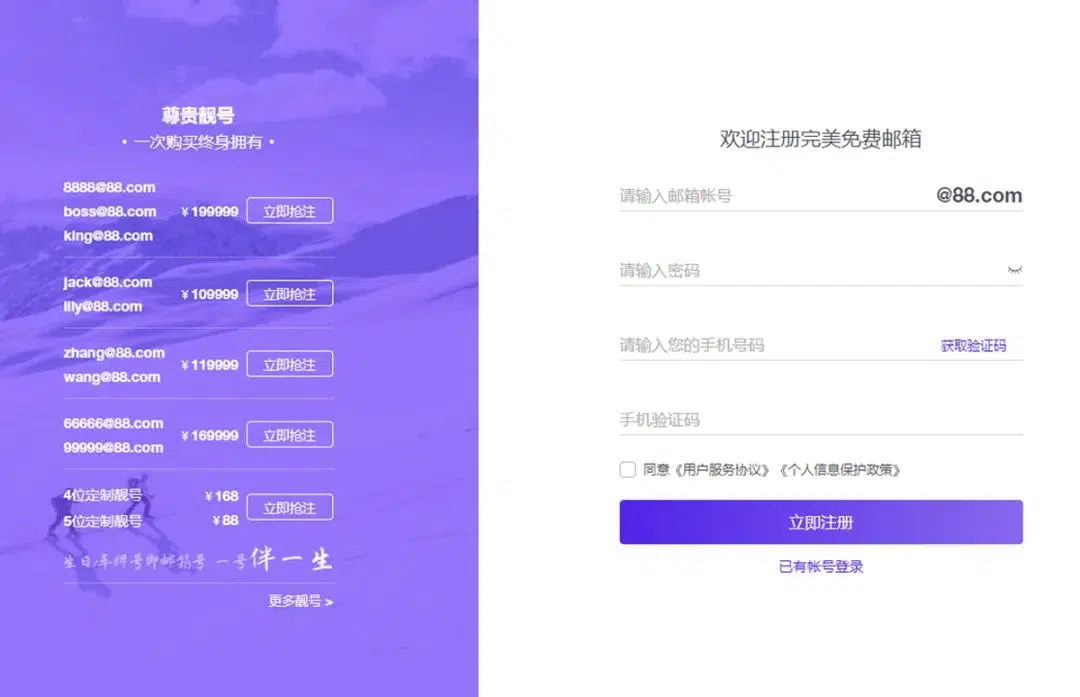 尊贵靓号
• 一次购买终身拥有 •
8888@88.com
boss@88.com ¥199999 立即抢注
king@88.com
jack@88.com
lily@88.com
¥109999 立即抢注
zhang@88.com
wang@88.com
¥119999 立即抢注
66666@88.com
99999@88.com
¥169999 立即抢注
4位定制靓号 ¥168
5位定制靓号 ¥88
立即抢注
生日/车牌号即邮箱号 一号伴一生
更多靓号 >
欢迎注册完美免费邮箱
请输入邮箱帐号 @88.com
请输入密码
请输入您的手机号码 获取验证码
手机验证码
同意《用户服务协议》《个人信息保护政策》
立即注册
已有帐号登录